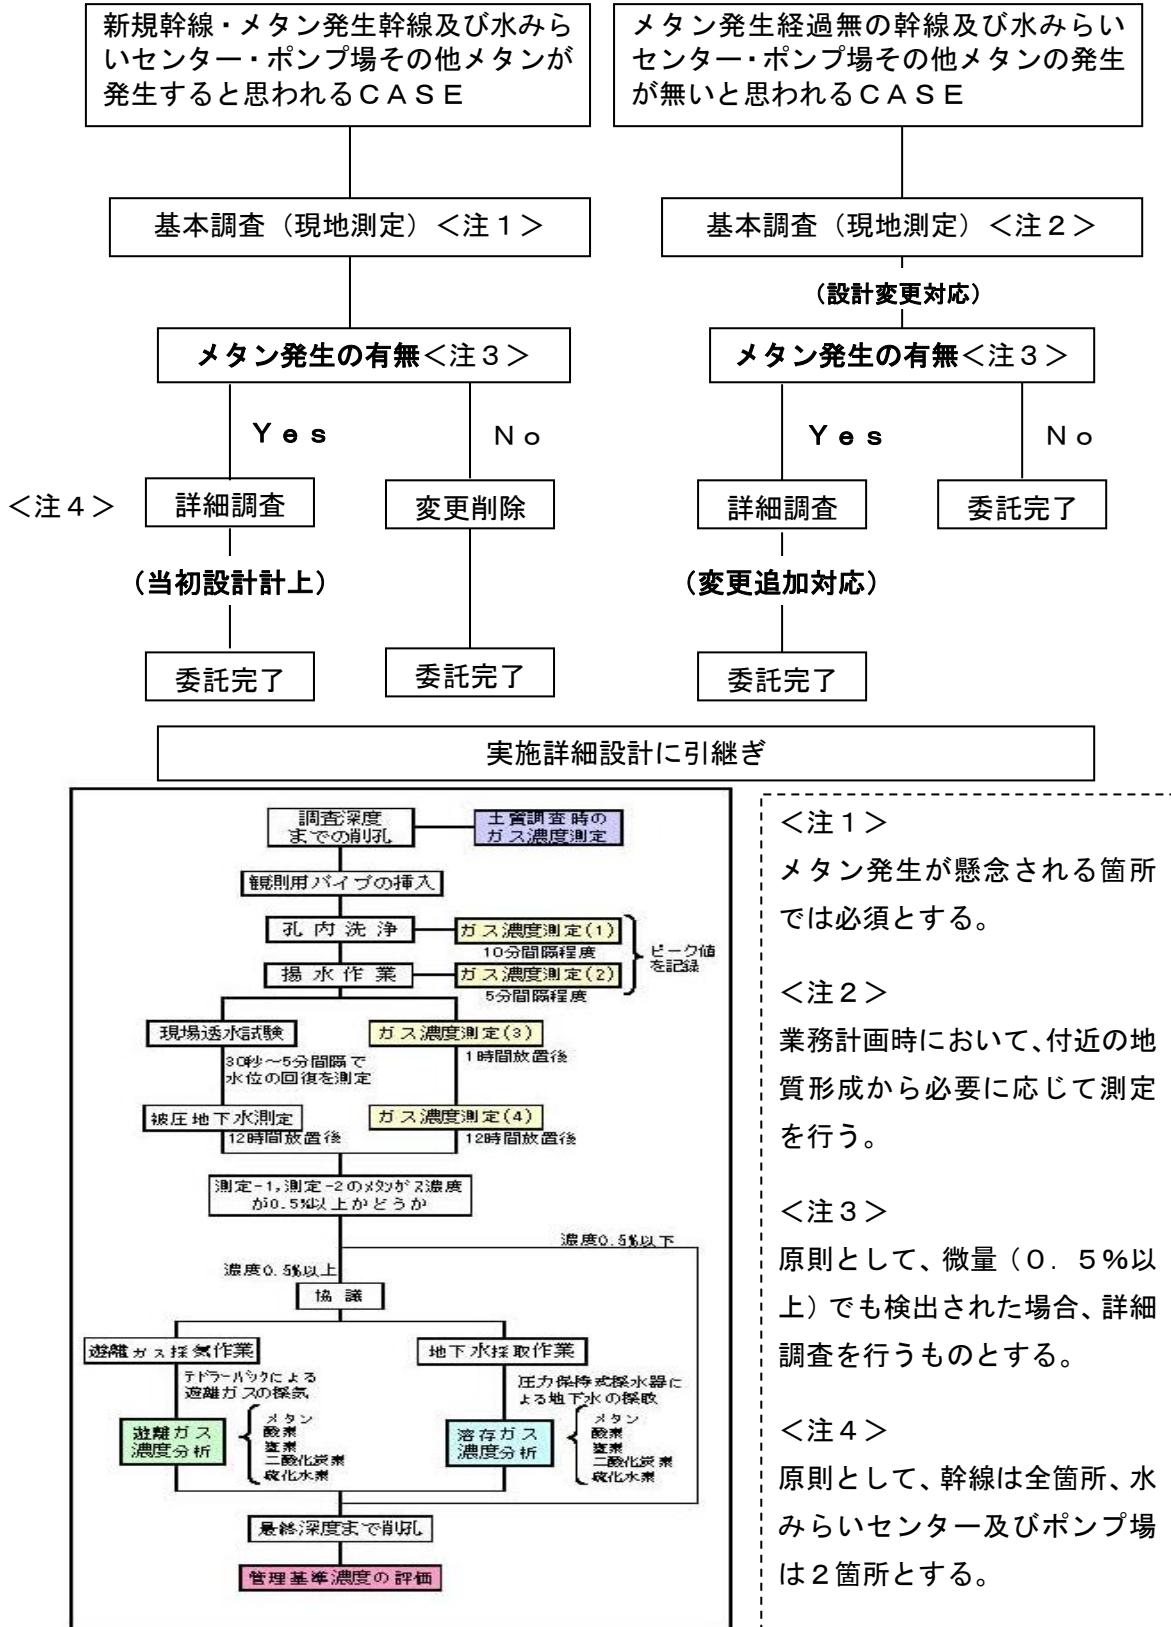 新規幹線・メタン発生幹線及び水みら
いセンター・ポンプ場その他メタンが
発生すると思われるＣＡＳＥ
メタン発生経過無の幹線及び水みらい
センター・ポンプ場その他メタンの発生
が無いと思われるＣＡＳＥ
基本調査（現地測定）＜注１＞
基本調査（現地測定）＜注２＞
（設計変更対応）
メタン発生の有無＜注３＞
メタン発生の有無＜注３＞
Ｙｅｓ
Ｎｏ
Ｙｅｓ
Ｎｏ
＜注４＞
詳細調査
変更削除
詳細調査
委託完了
（当初設計計上）
（変更追加対応）
委託完了
委託完了
委託完了
実施詳細設計に引継ぎ
調査深度
までの削孔
土質調査時の
ガス濃度測定
観測用パイプの挿入
孔内洗浄
ガス濃度測定(1)
10分間隔程度
揚水作業
ガス濃度測定(2)
5分間隔程度
ピーク値
を記録
現場透水試験
30秒～5分間隔で
水位の回復を測定
ガス濃度測定(3)
1時間放置後
被圧地下水測定
12時間放置後
ガス濃度測定(4)
12時間放置後
測定-1,測定-2のﾒﾀﾝｶﾞｽ濃度
が0.5%以上かどうか
濃度0.5%以下
濃度0.5%以上
協議
遊離ガス採気作業
テドラーバックによる
遊離ガスの採気
地下水採取作業
圧力保持式採水器に
よる地下水の採取
遊離ガス
濃度分析
メタン
酸素
窒素
二酸化炭素
硫化水素
溶存ガス
濃度分析
メタン
酸素
窒素
二酸化炭素
硫化水素
最終深度まで削孔
管理基準濃度の評価
＜注１＞
メタン発生が懸念される箇所
では必須とする。
＜注２＞
業務計画時において、付近の地
質形成から必要に応じて測定
を行う。
＜注３＞
原則として、微量（０．５％以
上）でも検出された場合、詳細
調査を行うものとする。
＜注４＞
原則として、幹線は全箇所、水
みらいセンター及びポンプ場
は２箇所とする。